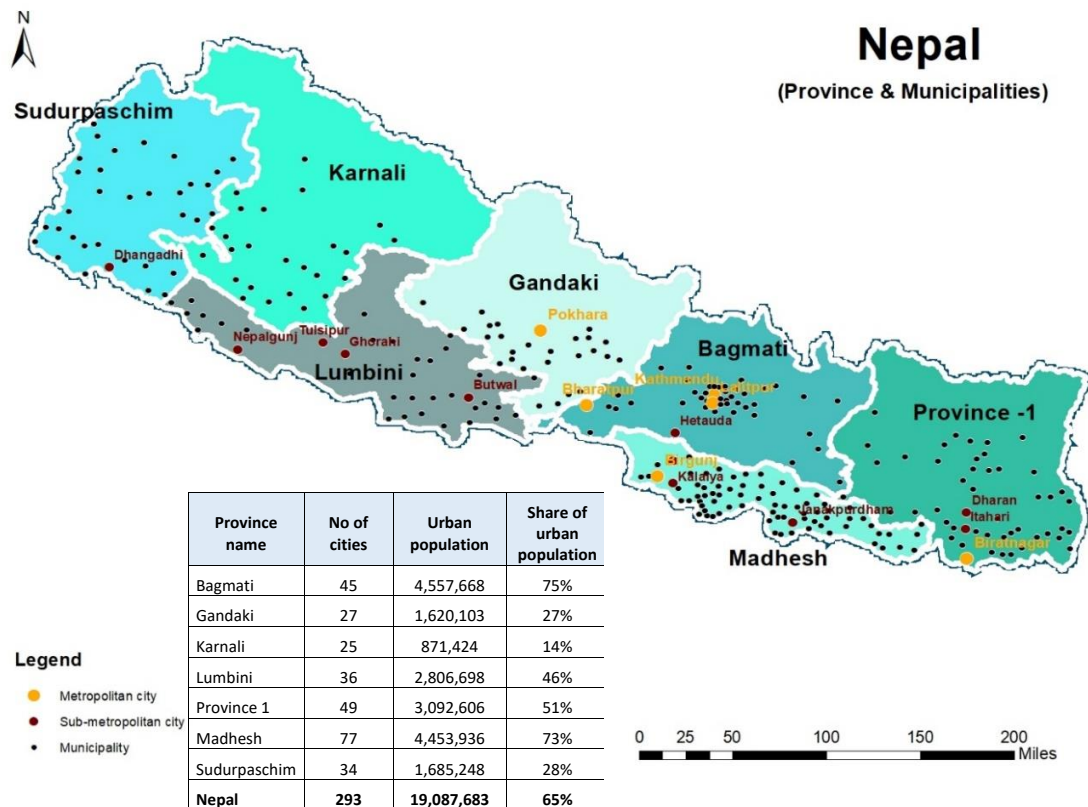 N
Nepal
(Province & Municipalities)
Sudurpaschim
Karnali
Dhangadhi
Gandaki
Pokhara
Nepalgunj
Tulsipur
Ghorahi
Lumbini
Butwal
Bagmati
Kathmandu
Lalitpur
Bharatpur
Hetauda
Province -1
Birgunj
Kalaiya
Janakpurdham
Dharan
Itahari
Biratnagar
Madhesh
Province name No of cities Urban population Share of urban population
Bagmati 45 4,557,668 75%
Gandaki 27 1,620,103 27%
Karnali 25 871,424 14%
Lumbini 36 2,806,698 46%
Province 1 49 3,092,606 51%
Madhesh 77 4,453,936 73%
Sudurpaschim 34 1,685,248 28%
Nepal 293 19,087,683 65%
Legend
Metropolitan city
Sub-metropolitan city
Municipality
0 25 50 100 150 200
Miles